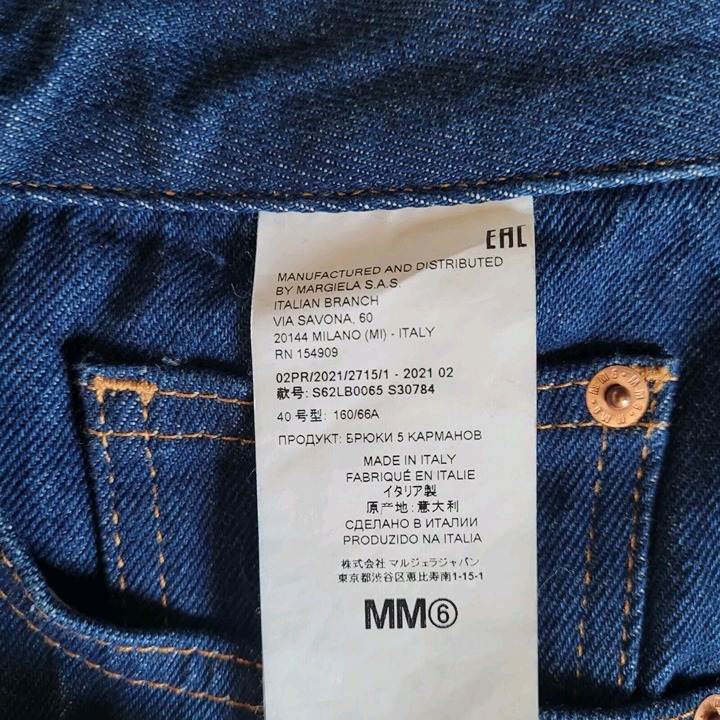 EAC
MANUFACTURED AND DISTRIBUTED
BY MARGIELA S.A.S.
ITALIAN BRANCH
VIA SAVONA, 60
20144 MILANO (MI) - ITALY
RN 154909
02PR/2021/2715/1 - 2021 02
款号: S62LB0065 S30784
40 号型: 160/66A
ПРОДУКТ: БРЮКИ 5 КАРМАНОВ
MADE IN ITALY
FABRIQUÉ EN ITALIE
イタリア製
原产地: 意大利
СДЕЛАНО В ИТАЛИИ
PRODUZIDO NA ITALIA
株式会社 マルジェラジャパン
東京都渋谷区恵比寿南1-15-1
MM⑥